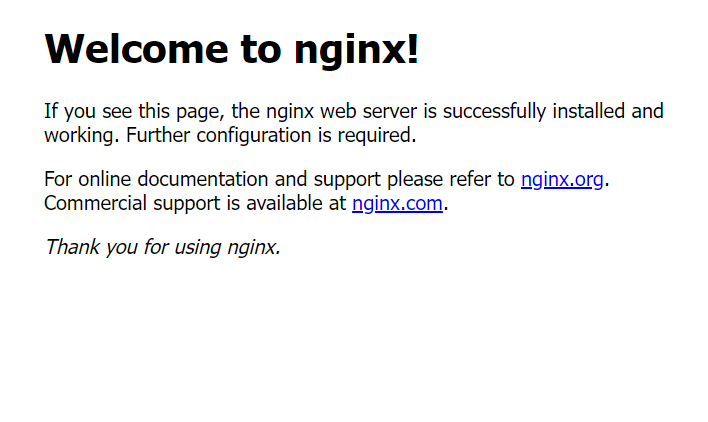 Welcome to nginx!
If you see this page, the nginx web server is successfully installed and
working. Further configuration is required.
For online documentation and support please refer to nginx.org.
Commercial support is available at nginx.com.
Thank you for using nginx.